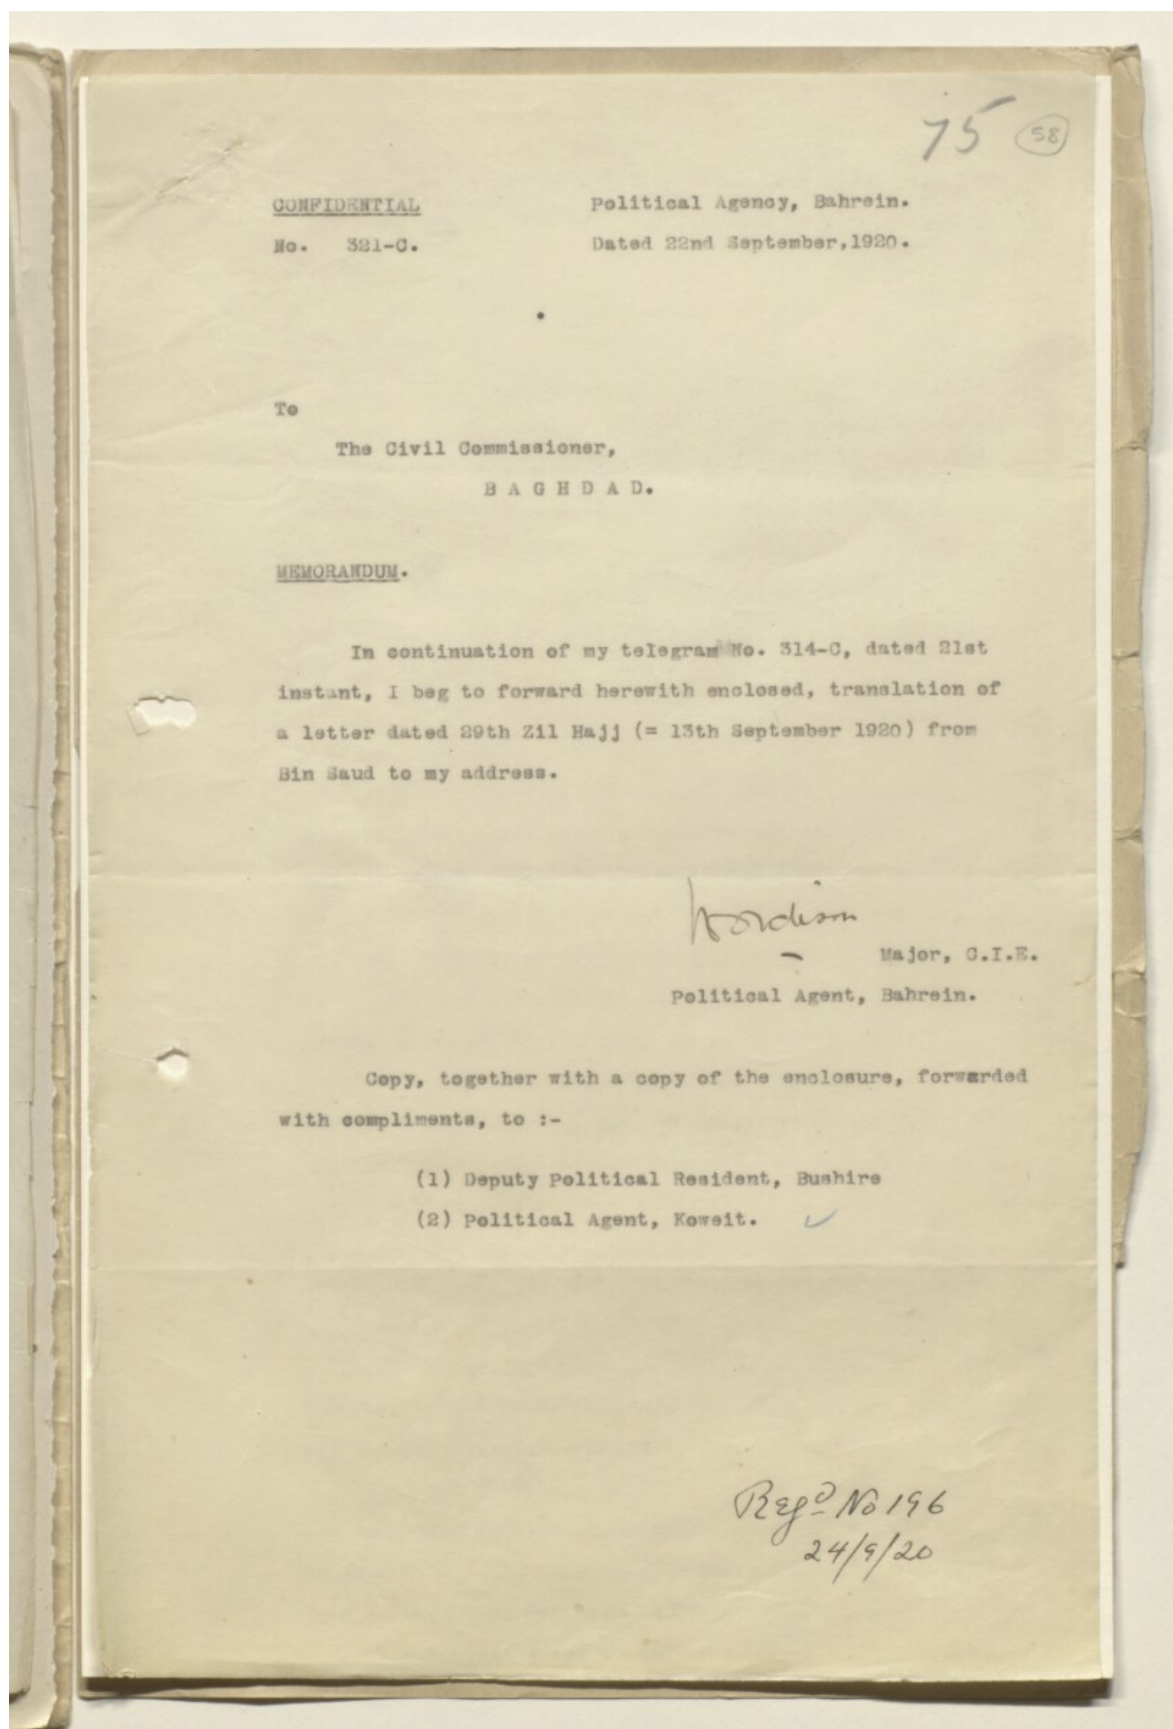 75 58
CONFIDENTIAL Political Agency, Bahrein.
No. 321-C. Dated 22nd September,1920.
To
The Civil Commissioner,
BAGHDAD.
MEMORANDUM.
In continuation of my telegram No. 314-C, dated 21st
instant, I beg to forward herewith enclosed, translation of
a letter dated 29th Zil Hajj (= 13th September 1920) from
Bin Saud to my address.
Major, C.I.E.
Political Agent, Bahrein.
Copy, together with a copy of the enclosure, forwarded
with compliments, to :-
(1) Deputy Political Resident, Bushire
(2) Political Agent, Koweit. ✓
Regd No 196
24/9/20